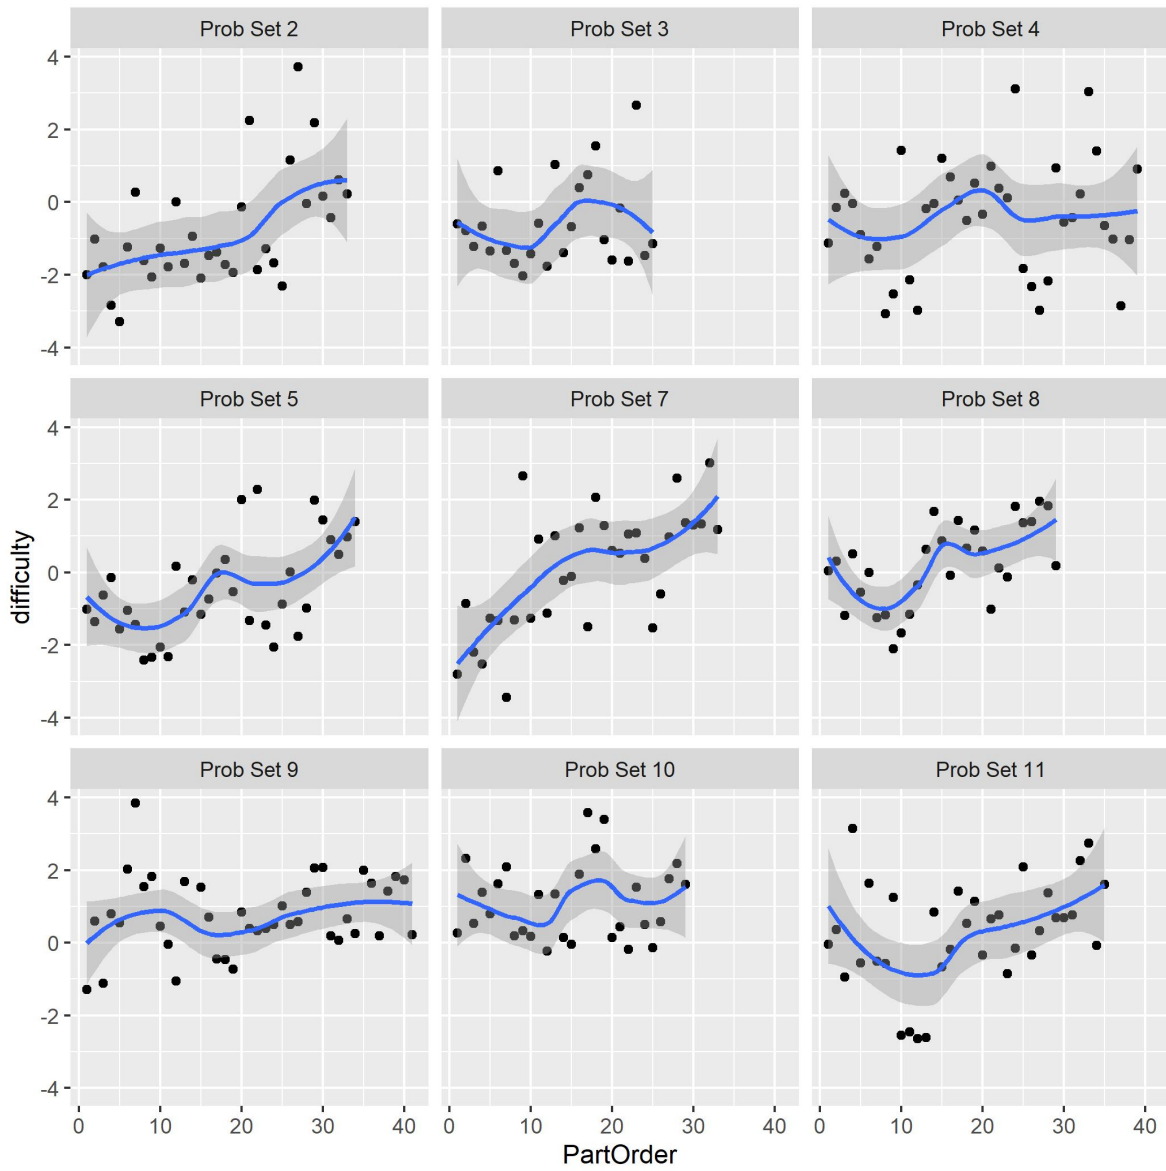 Prob Set 2
Prob Set 3
Prob Set 4
4
2
0
-2
-4
Prob Set 5
Prob Set 7
Prob Set 8
4
2
0
-2
-4
difficulty
Prob Set 9
Prob Set 10
Prob Set 11
4
2
0
-2
-4
0 10 20 30 40
0 10 20 30 40
0 10 20 30 40
PartOrder